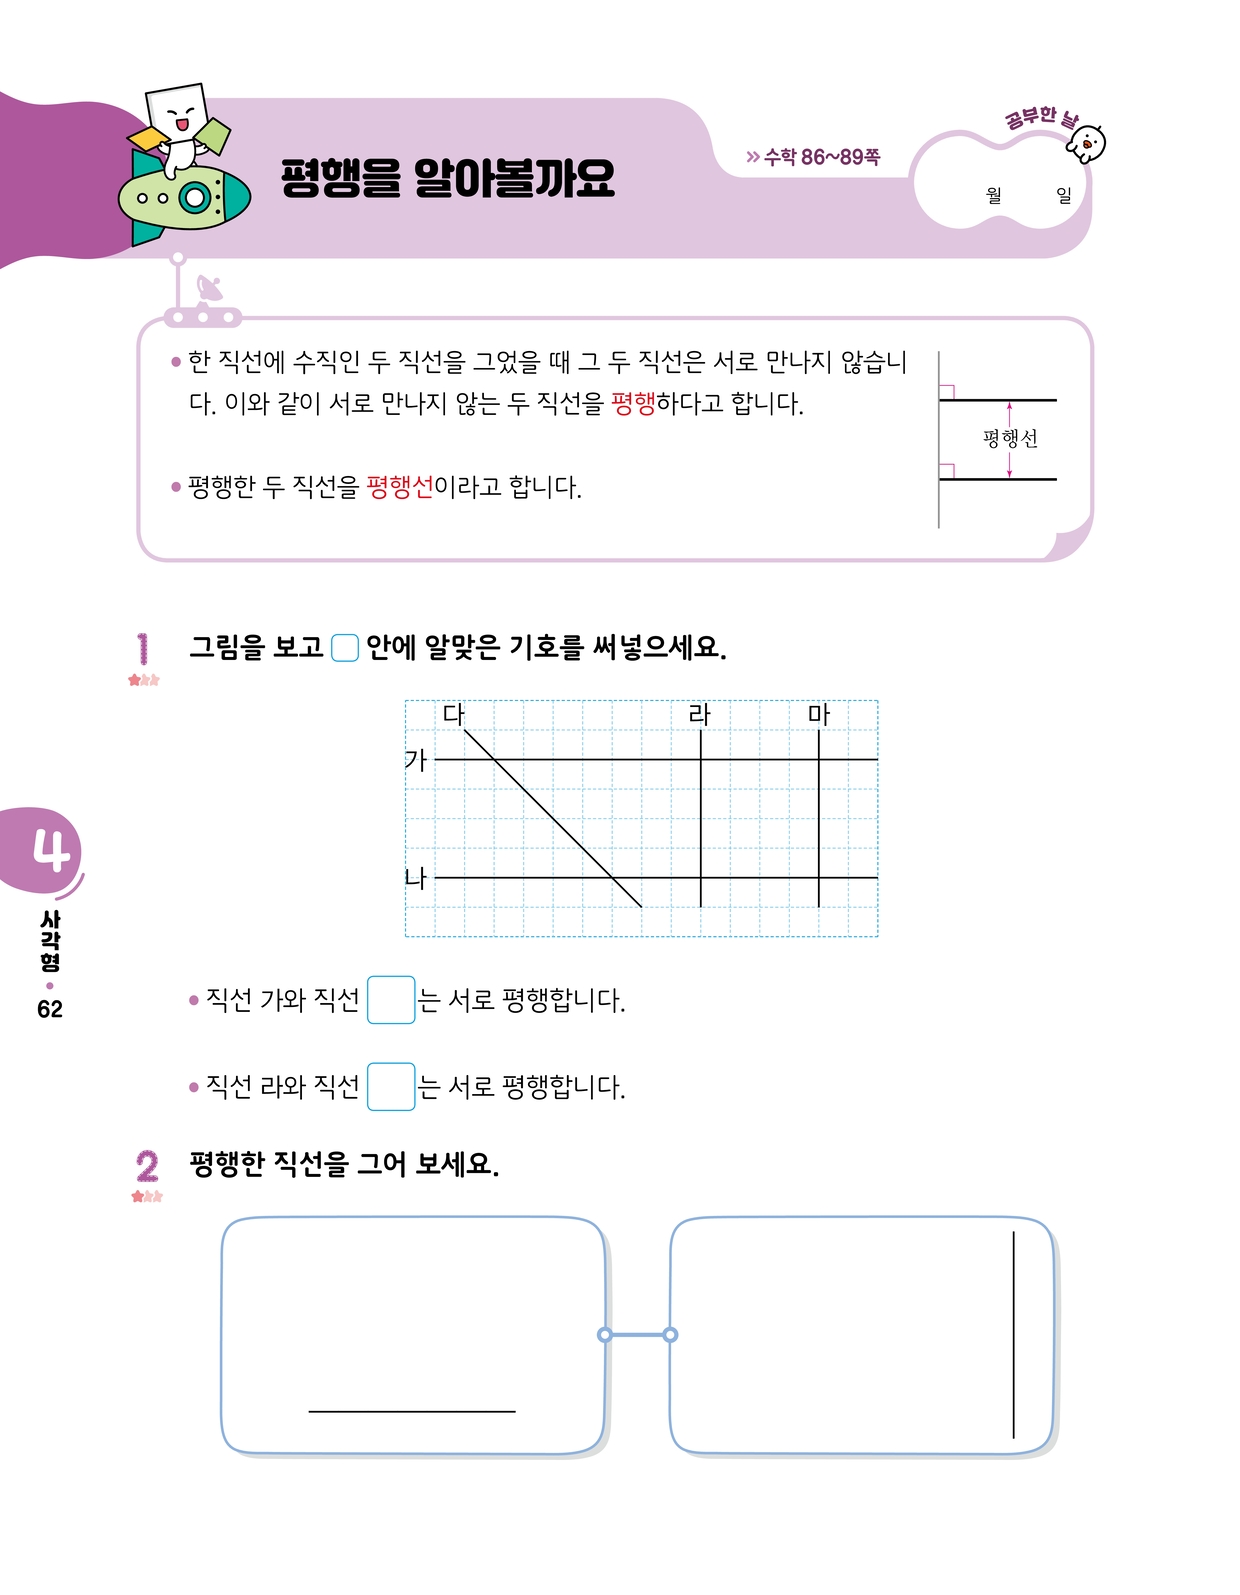 평행을 알아볼까요
» 수학 86~89쪽
공부한 날
월 일
• 한 직선에 수직인 두 직선을 그었을 때 그 두 직선은 서로 만나지 않습니
다. 이와 같이 서로 만나지 않는 두 직선을 평행하다고 합니다.
평행선
• 평행한 두 직선을 평행선이라고 합니다.
1 그림을 보고 □ 안에 알맞은 기호를 써넣으세요.
다 라 마
가
나
4
사각형
•
62
• 직선 가와 직선 □는 서로 평행합니다.
• 직선 라와 직선 □는 서로 평행합니다.
2 평행한 직선을 그어 보세요.